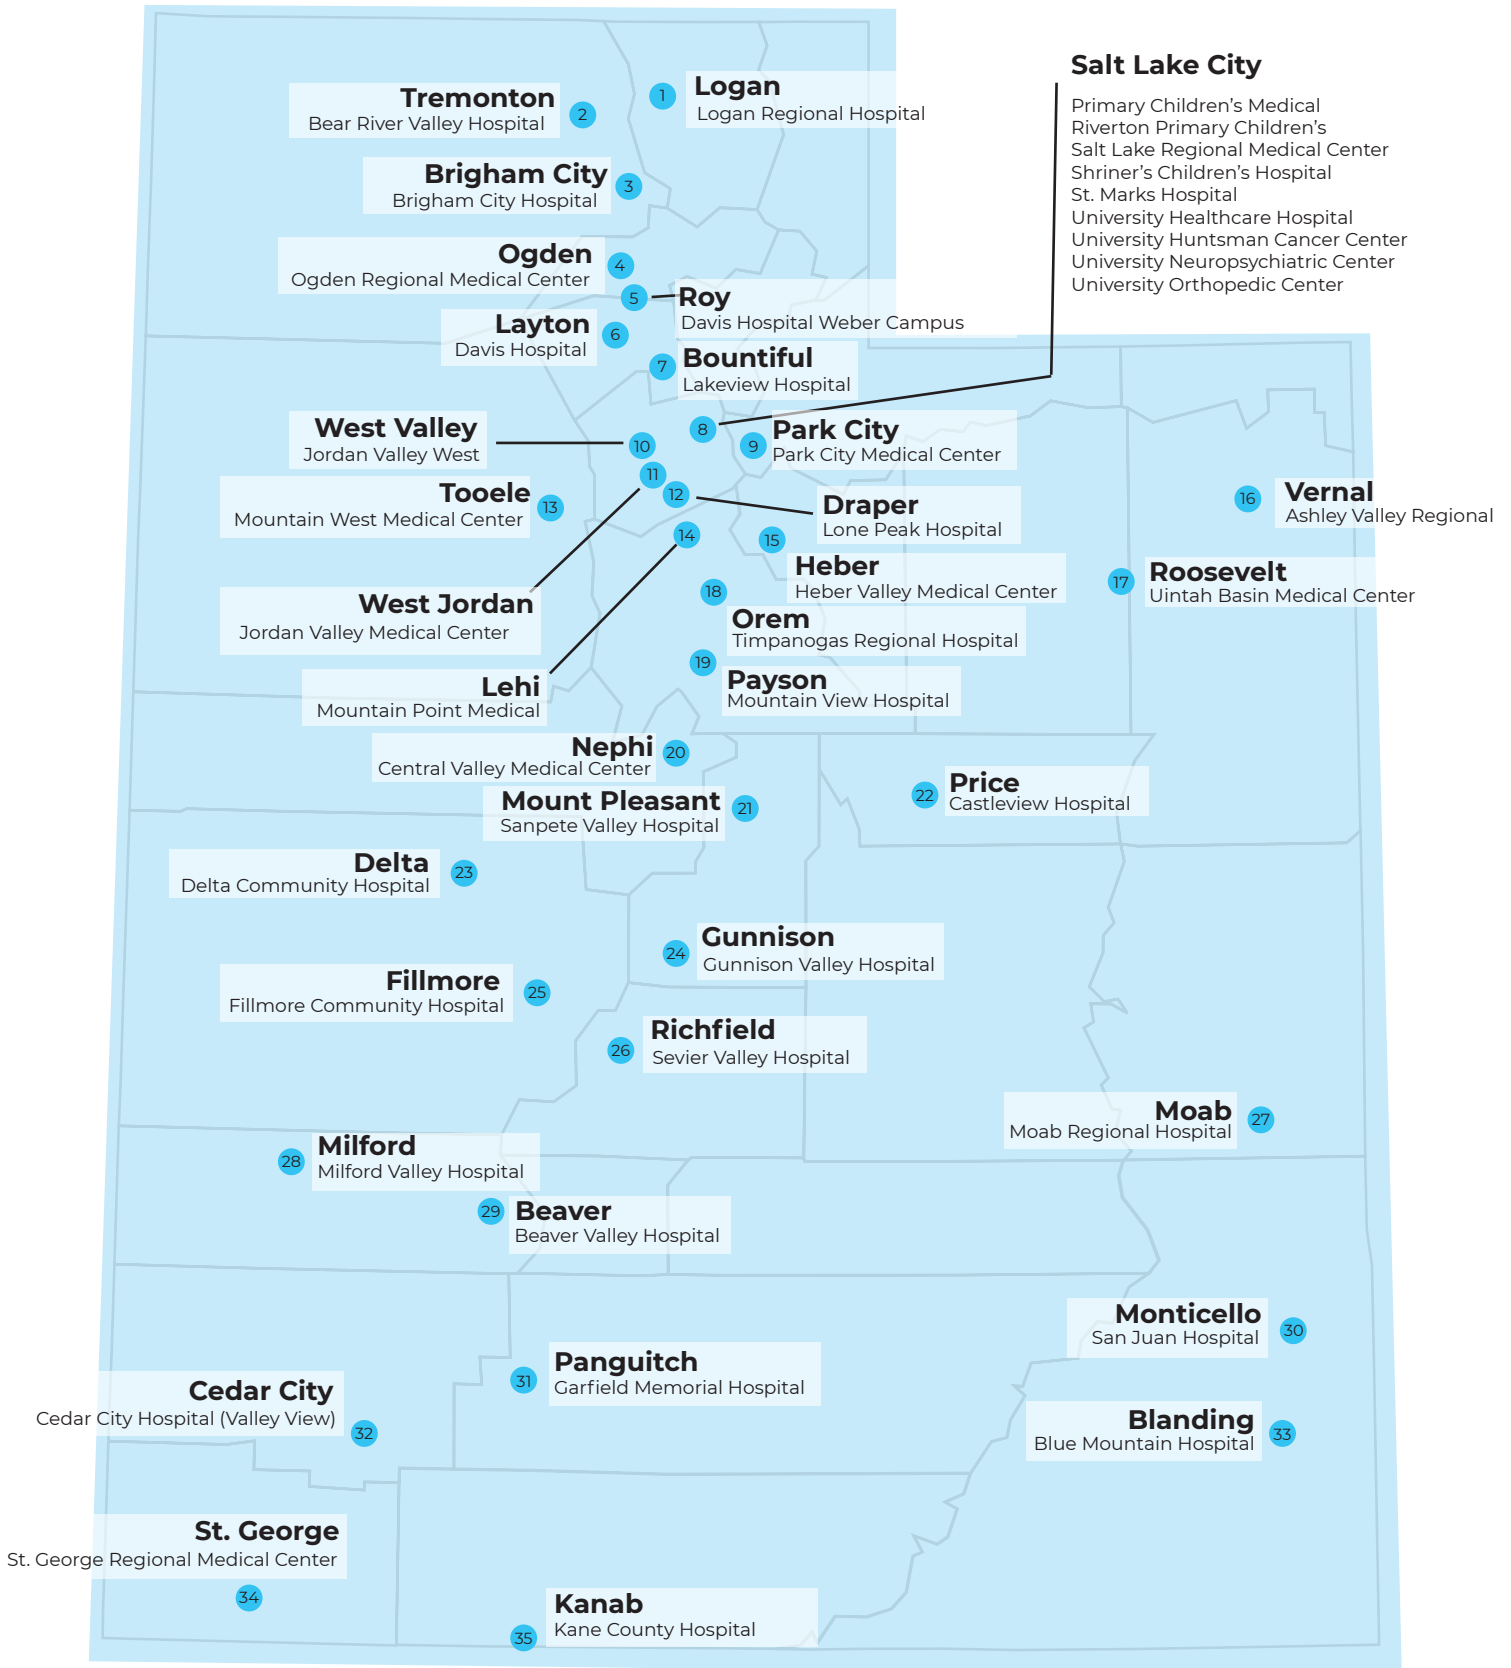 Salt Lake City
Primary Children's Medical
Riverton Primary Children's
Salt Lake Regional Medical Center
Shriner's Children's Hospital
St. Marks Hospital
University Healthcare Hospital
University Huntsman Cancer Center
University Neuropsychiatric Center
University Orthopedic Center
1
Logan
Logan Regional Hospital
Tremonton
Bear River Valley Hospital
2
Brigham City
Brigham City Hospital
3
Ogden
Ogden Regional Medical Center
4
5
Roy
Davis Hospital Weber Campus
Layton
Davis Hospital
6
7
Bountiful
Lakeview Hospital
8
9
Park City
Park City Medical Center
West Valley
Jordan Valley West
10
11
12
Draper
Lone Peak Hospital
Tooele
Mountain West Medical Center
13
14
15
Heber
Heber Valley Medical Center
16
Vernal
Ashley Valley Regional
17
Roosevelt
Uintah Basin Medical Center
West Jordan
Jordan Valley Medical Center
18
Orem
Timpanogas Regional Hospital
Lehi
Mountain Point Medical
19
Payson
Mountain View Hospital
Nephi
Central Valley Medical Center
20
Mount Pleasant
Sanpete Valley Hospital
21
22
Price
Castleview Hospital
Delta
Delta Community Hospital
23
24
Gunnison
Gunnison Valley Hospital
Fillmore
Fillmore Community Hospital
25
26
Richfield
Sevier Valley Hospital
Moab
Moab Regional Hospital
27
28
Milford
Milford Valley Hospital
29
Beaver
Beaver Valley Hospital
Monticello
San Juan Hospital
30
31
Panguitch
Garfield Memorial Hospital
Cedar City
Cedar City Hospital (Valley View)
32
Blanding
Blue Mountain Hospital
33
St. George
St. George Regional Medical Center
34
35
Kanab
Kane County Hospital